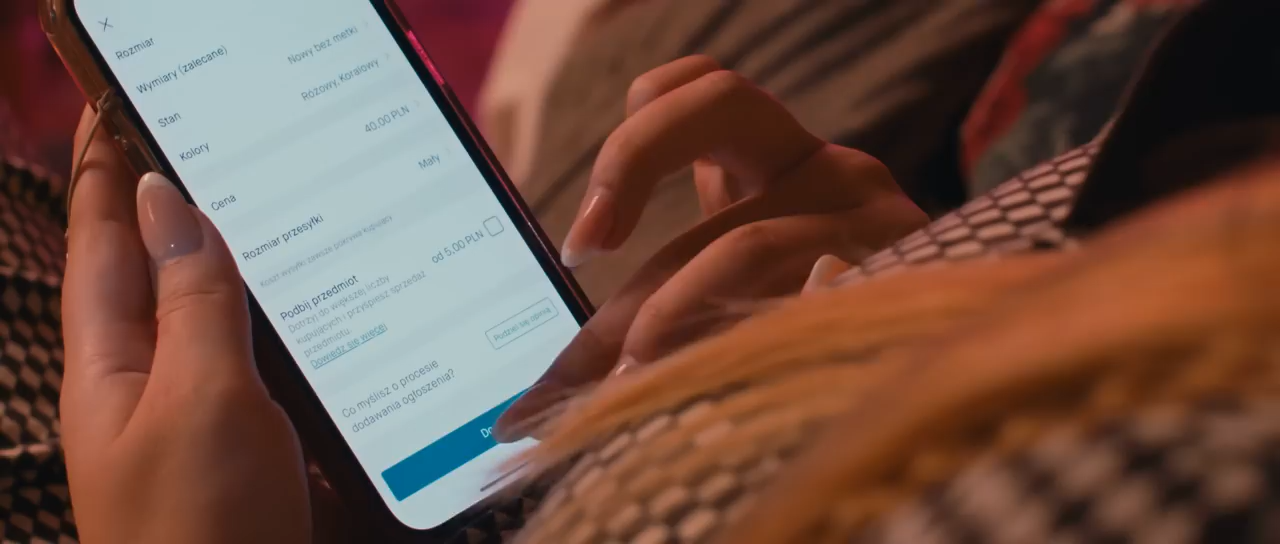 Rozmiar
Wymiary (zalecane)
Stan Nowy bez metki
Kolory Różowy, Koralowy
Cena 40,00 PLN
Rozmiar przesyłki Mały
Koszt wysyłki zawsze pokrywa kupujący
Podbij przedmiot od 5,00 PLN
Dotrzyj do większej liczby
kupujących i przyśpiesz sprzedaż
przedmiotu.
Dowiedz się więcej
Co myślisz o procesie
dodawania ogłoszenia?
Podziel się opinią